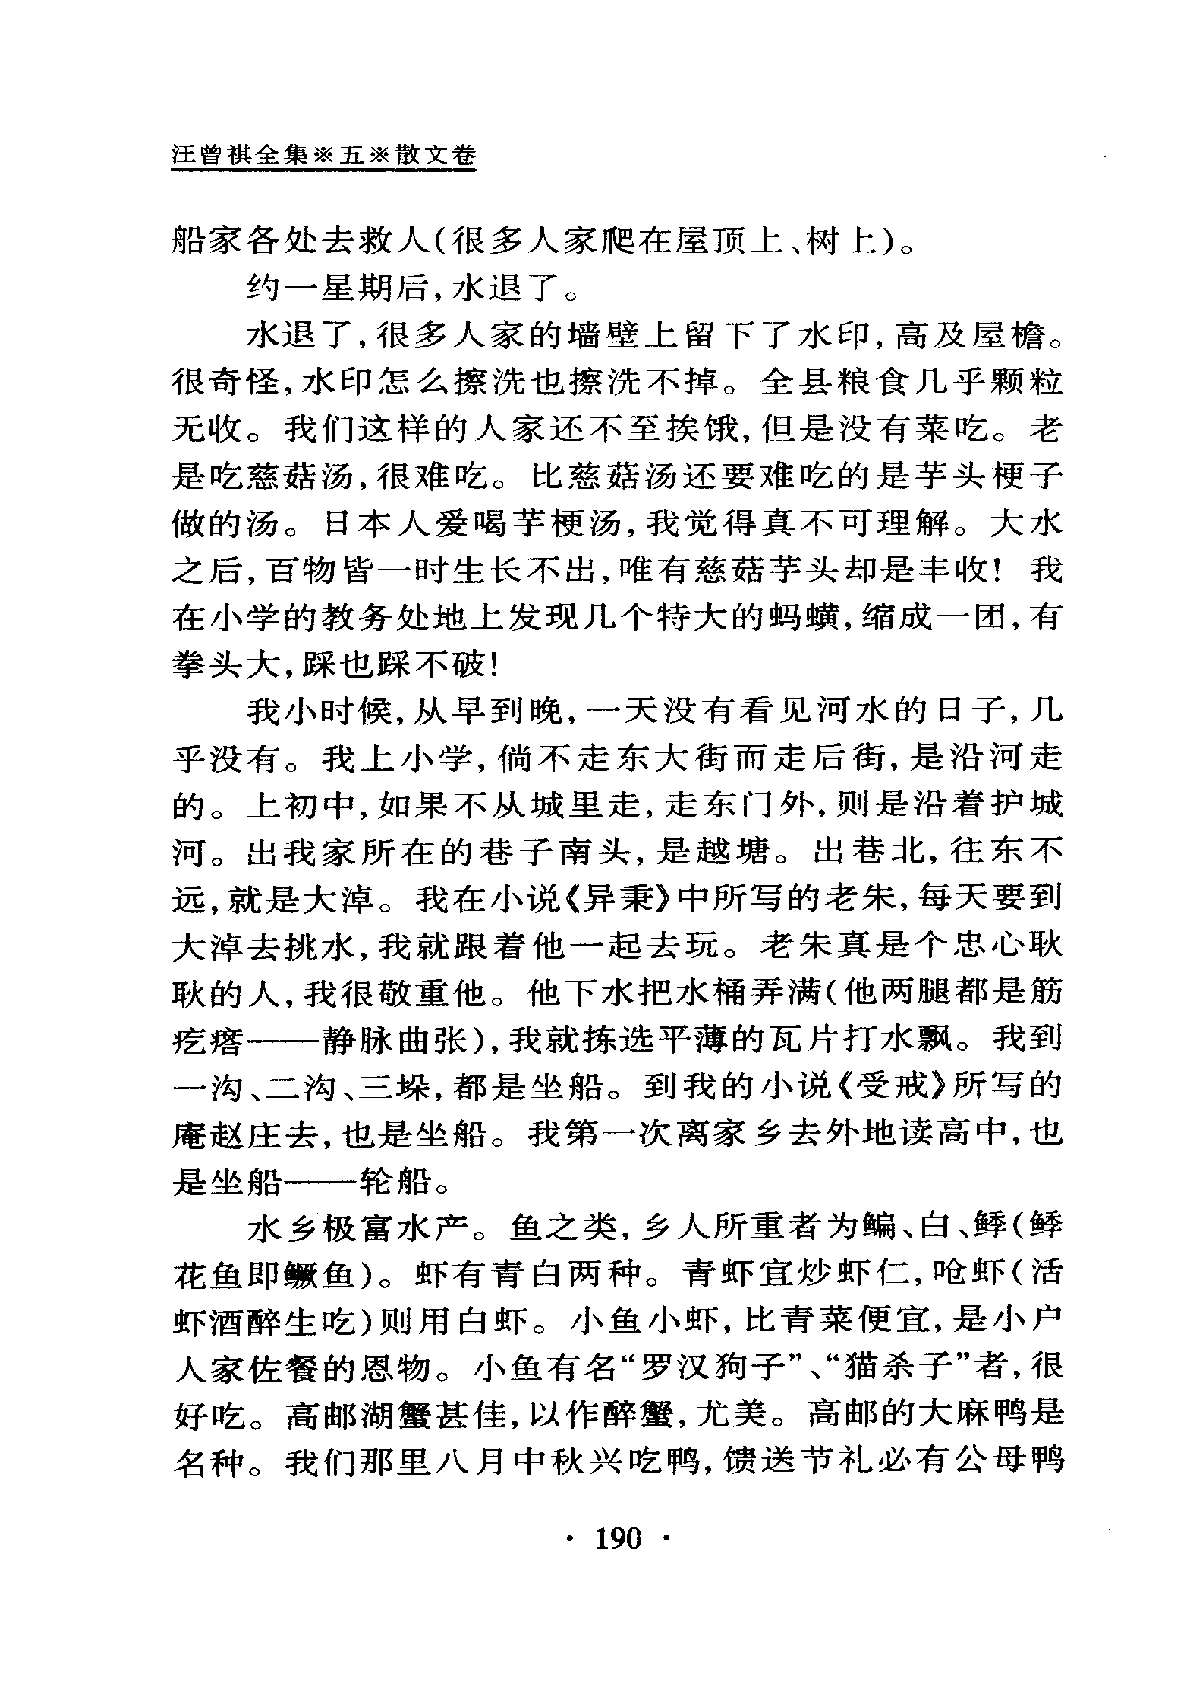 汪曾祺全集※五※散文卷
船家各处去救人(很多人家爬在屋顶上、树上)。
约一星期后,水退了。
水退了,很多人家的墙壁上留下了水印,高及屋檐。
很奇怪,水印怎么擦洗也擦洗不掉。全县粮食几乎颗粒
无收。我们这样的人家还不至挨饿,但是没有菜吃。老
是吃慈菇汤,很难吃。比慈菇汤还要难吃的是芋头梗子
做的汤。日本人爱喝芋梗汤,我觉得真不可理解。大水
之后,百物皆一时生长不出,唯有慈菇芋头却是丰收!我
在小学的教务处地上发现几个特大的蚂蟥,缩成一团,有
拳头大,踩也踩不破!
我小时候,从早到晚,一天没有看见河水的日子,几
乎没有。我上小学,倘不走东大街而走后街,是沿河走
的。上初中,如果不从城里走,走东门外,则是沿着护城
河。出我家所在的巷子南头,是越塘。出巷北,往东不
远,就是大淖。我在小说《异秉》中所写的老朱,每天要到
大淖去挑水,我就跟着他一起去玩。老朱真是个忠心耿
耿的人,我很敬重他。他下水把水桶弄满(他两腿都是筋
疙瘩——静脉曲张),我就拣选平薄的瓦片打水飘。我到
一沟、二沟、三垛,都是坐船。到我的小说《受戒》所写的
庵赵庄去,也是坐船。我第一次离家乡去外地读高中,也
是坐船——轮船。
水乡极富水产。鱼之类,乡人所重者为鳊、白、鯚(鯚
花鱼即鳜鱼)。虾有青白两种。青虾宜炒虾仁,呛虾(活
虾酒醉生吃)则用白虾。小鱼小虾,比青菜便宜,是小户
人家佐餐的恩物。小鱼有名“罗汉狗子”、“猫杀子”者,很
好吃。高邮湖蟹甚佳,以作醉蟹,尤美。高邮的大麻鸭是
名种。我们那里八月中秋兴吃鸭,馈送节礼必有公母鸭
· 190 ·